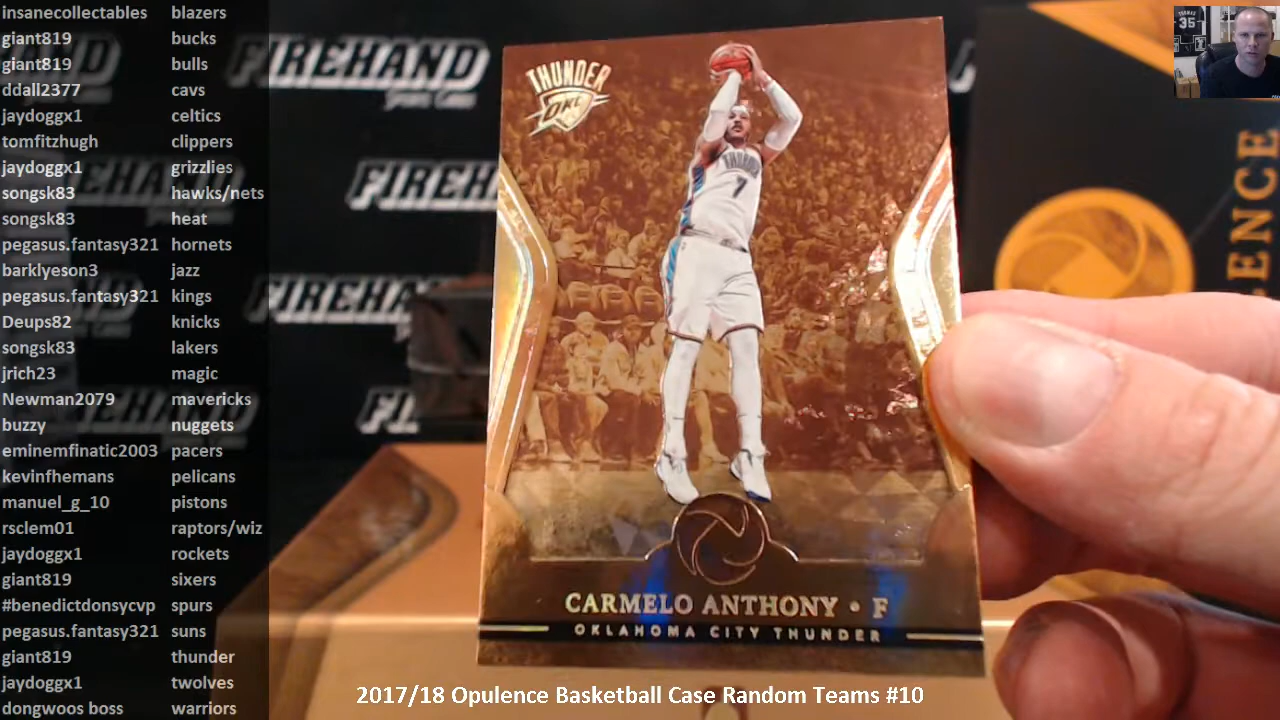 insanecollectables blazers
giant819 bucks
giant819 bulls
ddall2377 cavs
jaydoggx1 celtics
tomfitzhugh clippers
jaydoggx1 grizzlies
songsk83 hawks/nets
songsk83 heat
pegasus.fantasy321 hornets
barklyeson3 jazz
pegasus.fantasy321 kings
Deups82 knicks
songsk83 lakers
jrich23 magic
Newman2079 mavericks
buzzy nuggets
eminemfinatic2003 pacers
kevinfhemans pelicans
manuel_g_10 pistons
rsclem01 raptors/wiz
jaydoggx1 rockets
giant819 sixers
#benedictdonsycvp spurs
pegasus.fantasy321 suns
giant819 thunder
jaydoggx1 twolves
dongwoos boss warriors
FIREHAND
FIREHAND
FIREHAND
THUNDER
OKC
THUNDER
7
CARMELO ANTHONY • F
OKLAHOMA CITY THUNDER
35
2017/18 Opulence Basketball Case Random Teams #10